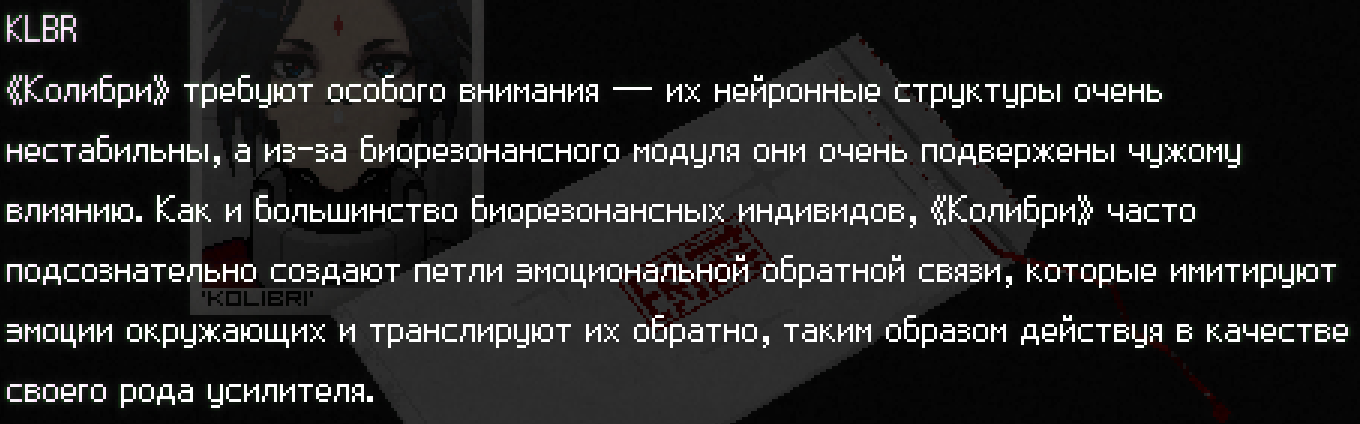 KLBR
《Колибри》 требуют особого внимания — их нейронные структуры очень
нестабильны, а из-за биорезонансного модуля они очень подвержены чужому
влиянию. Как и большинство биорезонансных индивидов, 《Колибри》 часто
подсознательно создают петли эмоциональной обратной связи, которые имитируют
"KOLIBRI"
эмоции окружающих и транслируют их обратно, таким образом действуя в качестве
своего рода усилителя.